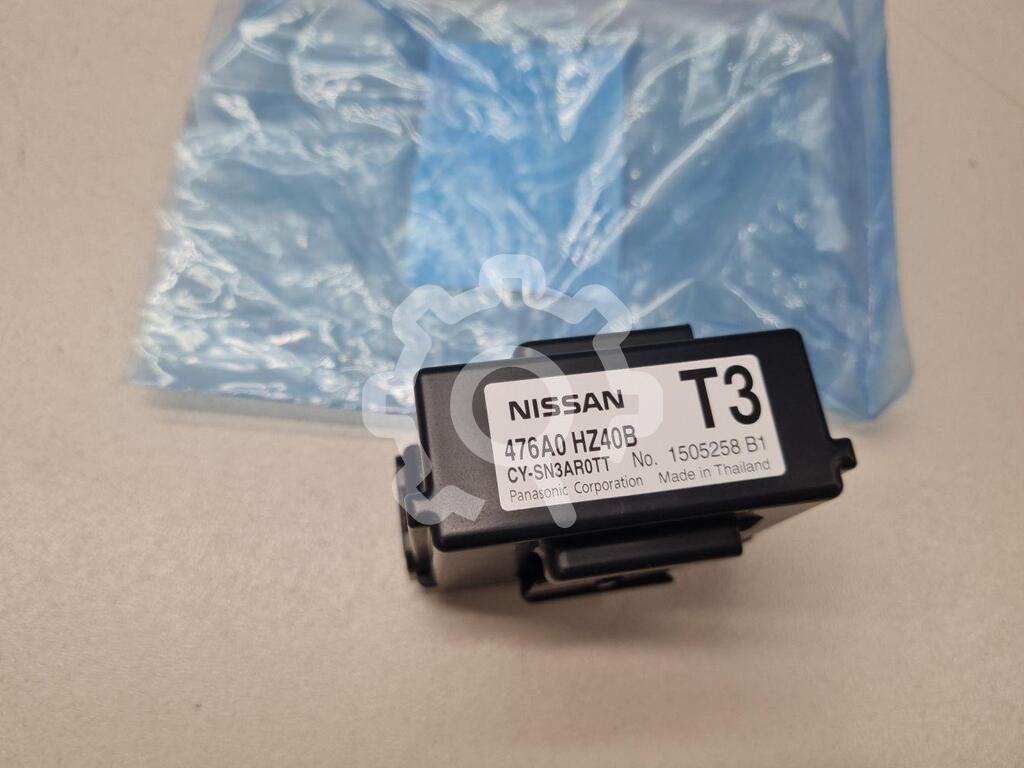 NISSAN T3
476A0 HZ40B
CY-SN3AR0TT No. 1505258 B1
Panasonic Corporation Made in Thailand